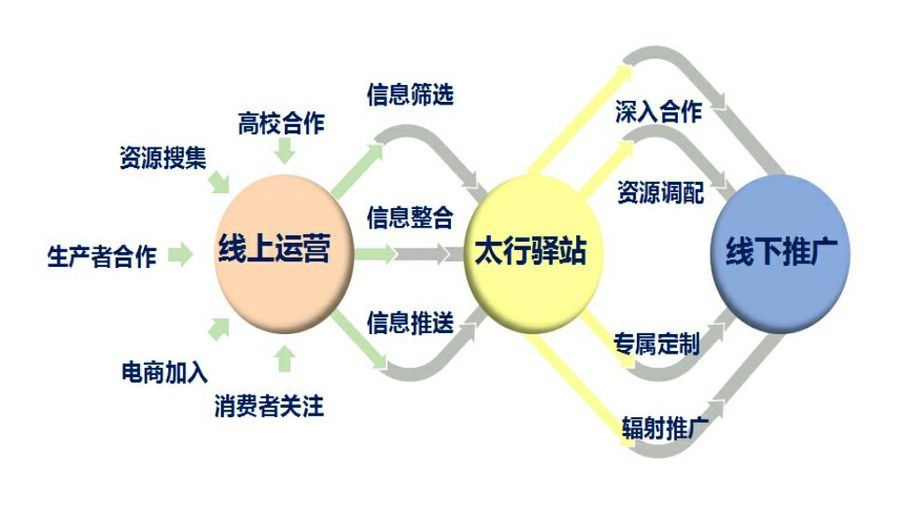 高校合作
资源搜集
生产者合作
电商加入
消费者关注
线上运营
信息筛选
信息整合
信息推送
太行驿站
深入合作
资源调配
专属定制
辐射推广
线下推广